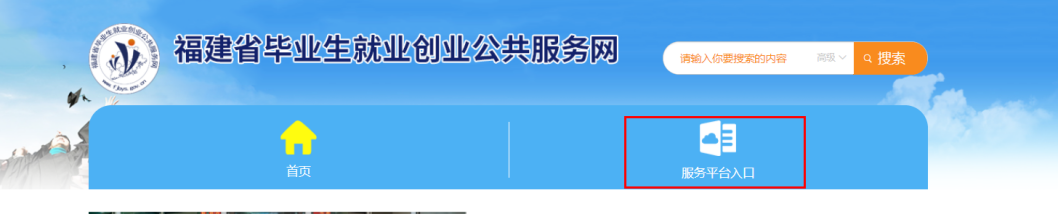 福建省毕业生就业创业公共服务网
请输入你要搜索的内容
高级
搜索
首页
服务平台入口